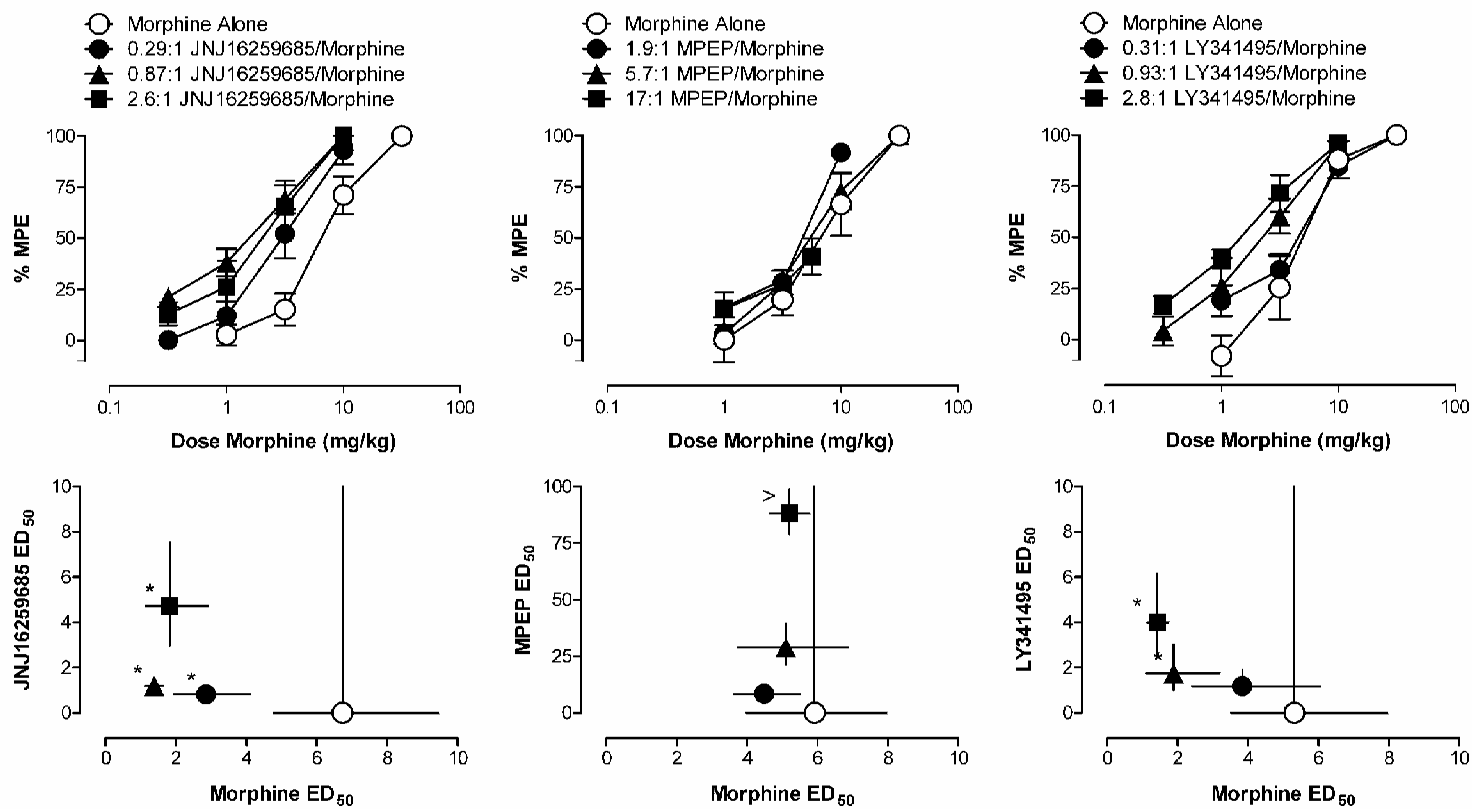 Morphine Alone
0.29:1 JNJ16259685/Morphine
0.87:1 JNJ16259685/Morphine
2.6:1 JNJ16259685/Morphine
100
75
50
25
0
% MPE
0.1 1 10 100
Dose Morphine (mg/kg)
Morphine Alone
1.9:1 MPEP/Morphine
5.7:1 MPEP/Morphine
17:1 MPEP/Morphine
100
75
50
25
0
% MPE
0.1 1 10 100
Dose Morphine (mg/kg)
Morphine Alone
0.31:1 LY341495/Morphine
0.93:1 LY341495/Morphine
2.8:1 LY341495/Morphine
100
75
50
25
0
% MPE
0.1 1 10 100
Dose Morphine (mg/kg)
10
8
6
4
2
0
JNJ16259685 ED50
*
*
*
0 2 4 6 8 10
Morphine ED50
100
75
50
25
0
MPEP ED50
>
0 2 4 6 8 10
Morphine ED50
10
8
6
4
2
0
LY341495 ED50
*
*
0 2 4 6 8 10
Morphine ED50